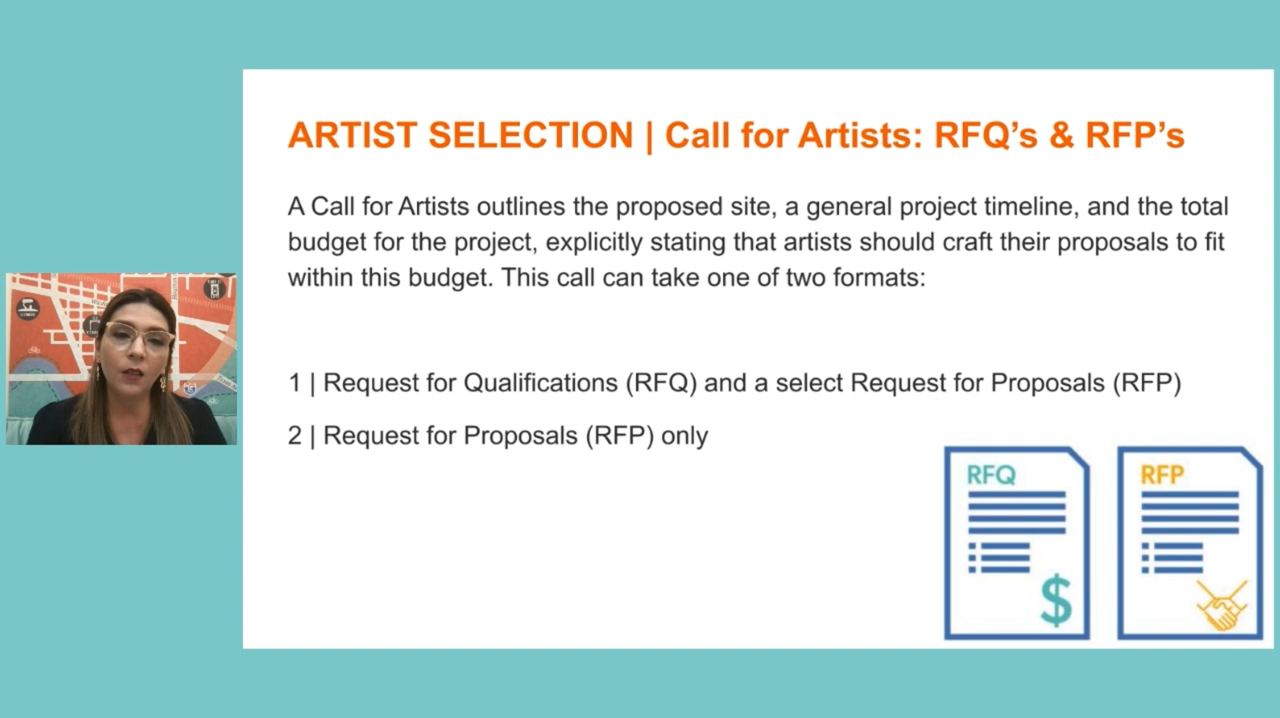 ARTIST SELECTION | Call for Artists: RFQ’s & RFP’s
A Call for Artists outlines the proposed site, a general project timeline, and the total
budget for the project, explicitly stating that artists should craft their proposals to fit
within this budget. This call can take one of two formats:
1 | Request for Qualifications (RFQ) and a select Request for Proposals (RFP)
2 | Request for Proposals (RFP) only
RFQ
$
RFP